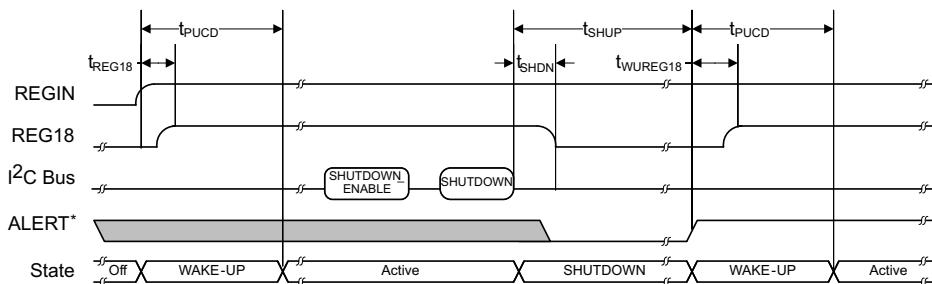 tPUCD tSHUP tPUCD
tREG18 tSHDN tWUREG18
REGIN
REG18
I2C Bus SHUTDOWN_ SHUTDOWN
ENABLE
ALERT*
State Off WAKE-UP Active SHUTDOWN WAKE-UP Active